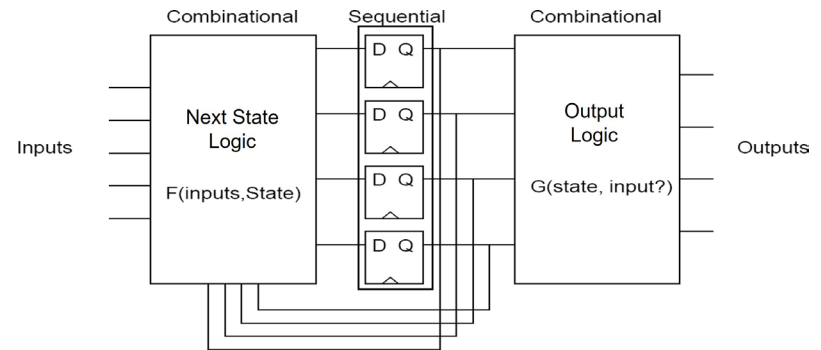 Combinational
Sequential
Combinational
Inputs
Next State
Logic
F(inputs,State)
D Q
D Q
D Q
D Q
Output
Logic
G(state, input?)
Outputs